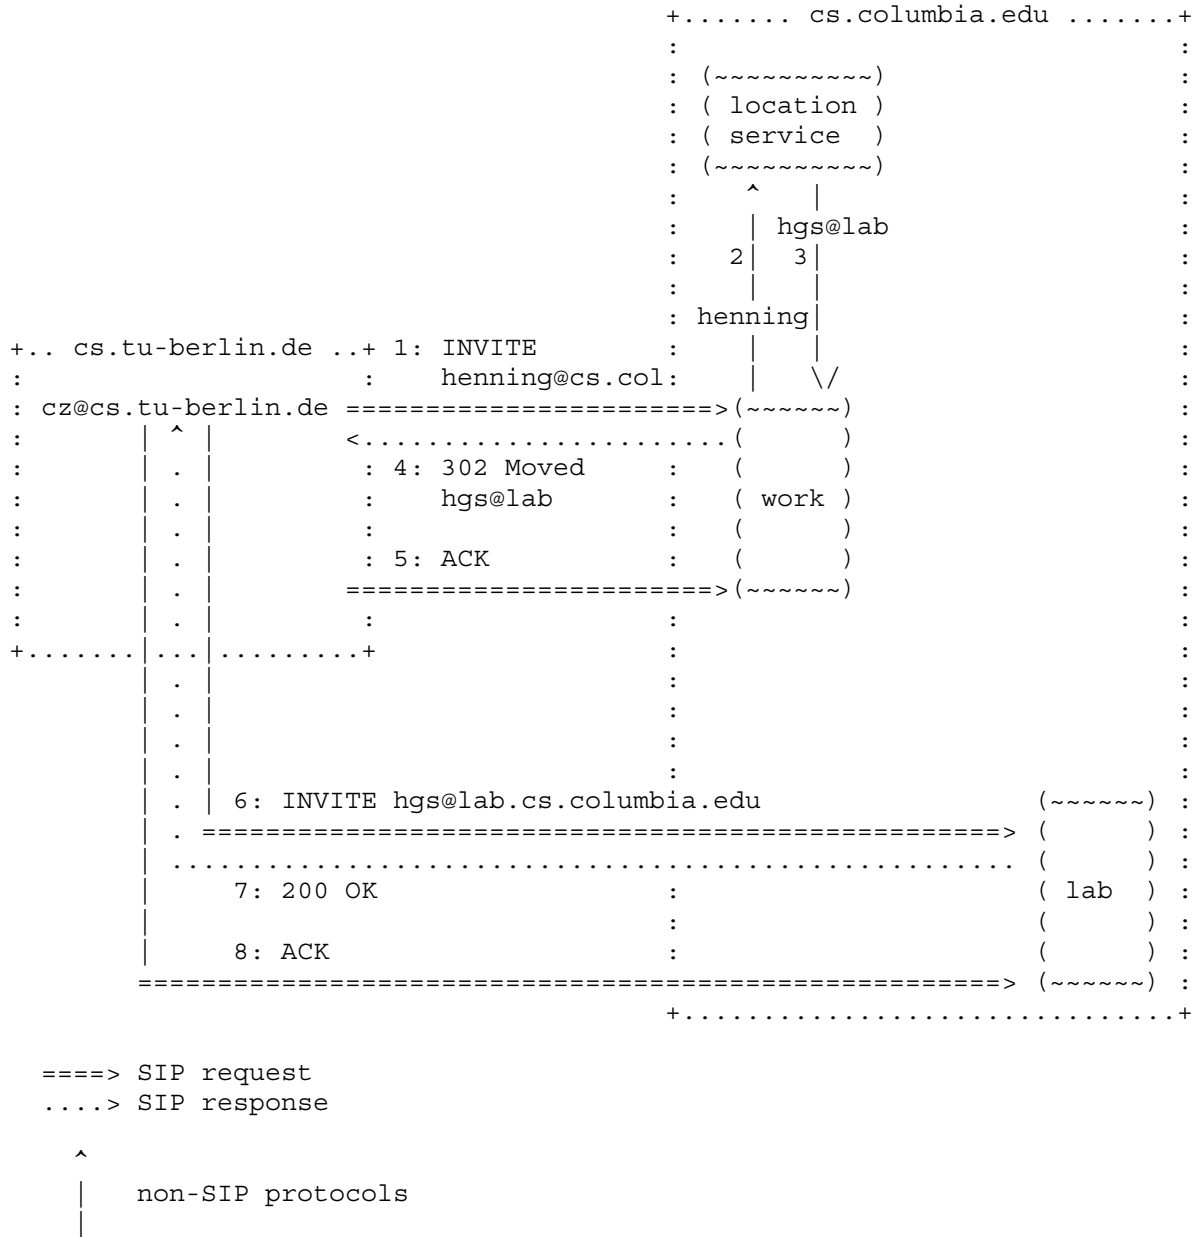 +....... cs.columbia.edu .......+
:                               :
: (~~~~~~~~~~)                  :
: ( location )                  :
: ( service  )                  :
: (~~~~~~~~~~)                  :
:    ^   |                      :
:    | hgs@lab                  :
:   2|  3|                      :
:    |   |                      :
: henning|                      :
+.. cs.tu-berlin.de ..+ 1: INVITE        :    |   |                      :
:                     :    henning@cs.col:    |   \/                     :
: cz@cs.tu-berlin.de =======================>(~~~~~~)                    :
:       | ^ |        <.......................(      )                    :
:       | . |         : 4: 302 Moved     :   (      )                    :
:       | . |         :    hgs@lab       :   ( work )                    :
:       | . |         :                  :   (      )                    :
:       | . |         : 5: ACK           :   (      )                    :
:       | . |        =======================>(~~~~~~)                    :
:       | . |         :                  :                               :
+.......|...|.........+                  :                               :
        | . |                            :                               :
        | . |                            :                               :
        | . |                            :                               :
        | . |                            :                               :
        | . | 6: INVITE hgs@lab.cs.columbia.edu                 (~~~~~~) :
        | . ==================================================> (      ) :
        | ..................................................... (      ) :
        |     7: 200 OK                  :                      ( lab  ) :
        |                                :                      (      ) :
        |     8: ACK                     :                      (      ) :
        ======================================================> (~~~~~~) :
+...............................+
====> SIP request
....> SIP response
^
|   non-SIP protocols
|